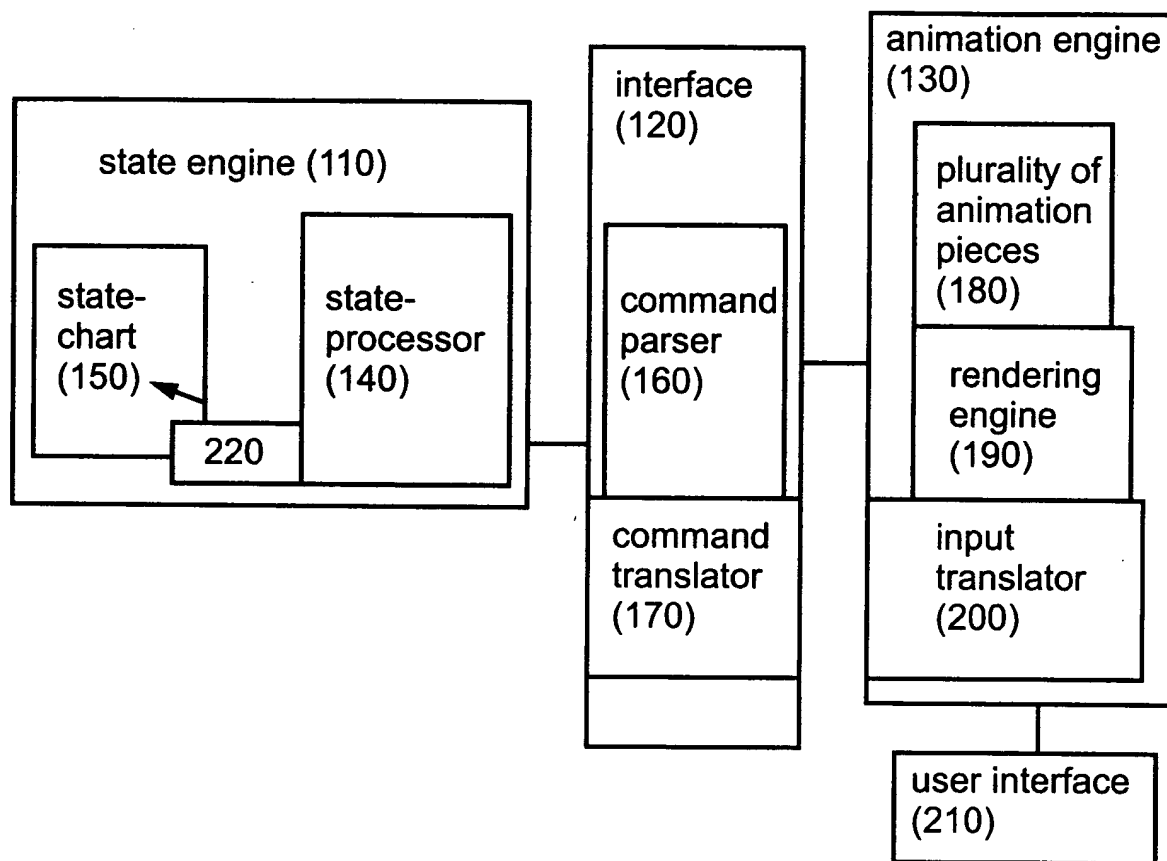 state engine (110)
state-
chart
(150)
220
state-
processor
(140)
interface
(120)
command
parser
(160)
command
translator
(170)
animation engine
(130)
plurality of
animation
pieces
(180)
rendering
engine
(190)
input
translator
(200)
user interface
(210)